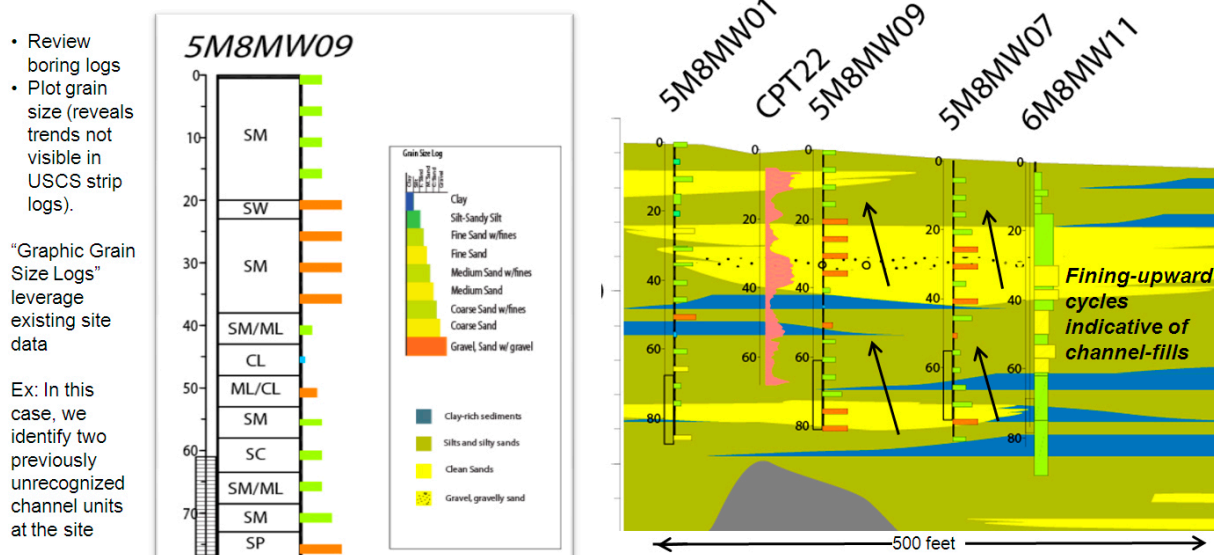 • Review
boring logs
• Plot grain
size (reveals
trends not
visible in
USCS strip
logs).
“Graphic Grain
Size Logs”
leverage
existing site
data
Ex: In this
case, we
identify two
previously
unrecognized
channel units
at the site
5M8MW09
0
10
20
30
40
50
60
70
SM
SW
SM
SM/ML
CL
ML/CL
SM
SC
SM/ML
SM
SP
Grain Size Log
Clay
Silt
F. Sand
M. Sand
C. Sand
Gravel
Clay
Silt-Sandy Silt
Fine Sand w/fines
Fine Sand
Medium Sand w/fines
Medium Sand
Coarse Sand w/fines
Coarse Sand
Gravel, Sand w/ gravel
Clay-rich sediments
Silts and silty sands
Clean Sands
Gravel, gravelly sand
5M8MW01
CPT22
5M8MW09
5M8MW07
6M8MW11
0
20
40
60
80
0
20
40
60
0
20
40
60
80
0
20
40
60
80
0
20
40
60
80
Fining-upward
cycles
indicative of
channel-fills
500 feet